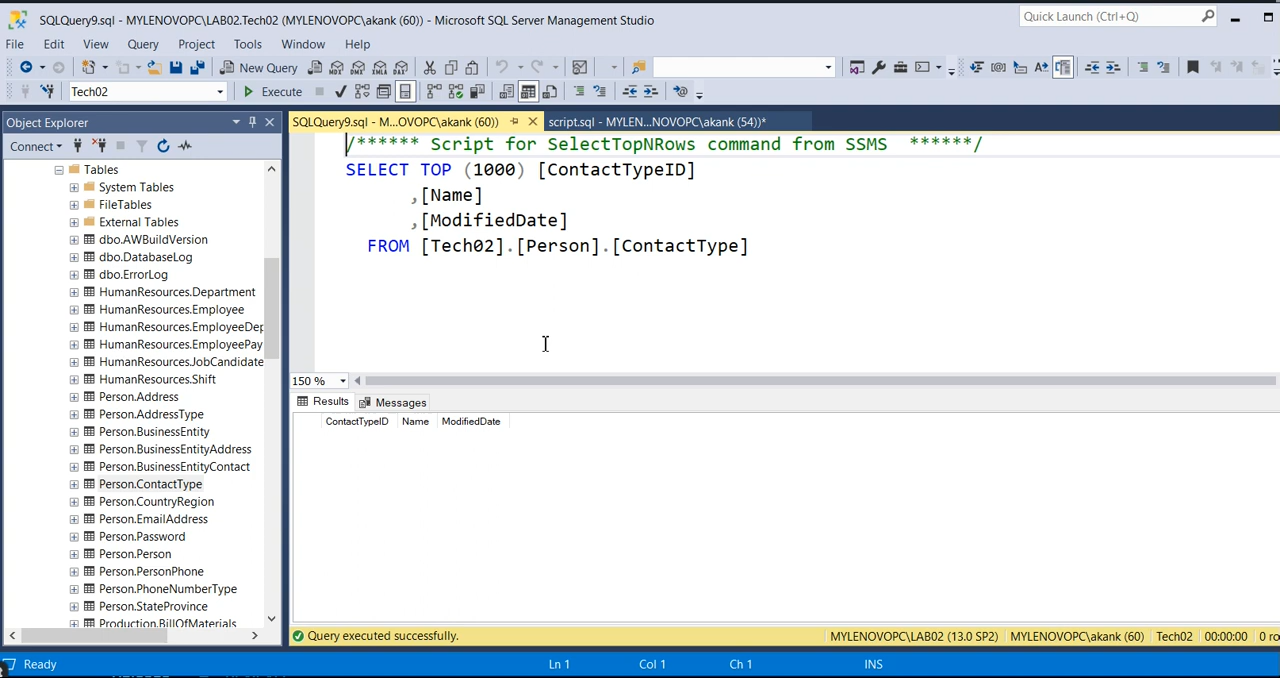 SQLQuery9.sql - MYLENOVOPC\LAB02.Tech02 (MYLENOVOPC\akank (60)) - Microsoft SQL Server Management Studio
Quick Launch (Ctrl+Q)
File Edit View Query Project Tools Window Help
New Query
MDX DMX XMLA DAX
Tech02
Execute
Object Explorer
SQLQuery9.sql - M...OVOPC\akank (60))
script.sql - MYLEN...NOVOPC\akank (54))*
Connect
Tables
System Tables
FileTables
External Tables
dbo.AWBuildVersion
dbo.DatabaseLog
dbo.ErrorLog
HumanResources.Department
HumanResources.Employee
HumanResources.EmployeeDep
HumanResources.EmployeePay
HumanResources.JobCandidate
HumanResources.Shift
Person.Address
Person.AddressType
Person.BusinessEntity
Person.BusinessEntityAddress
Person.BusinessEntityContact
Person.ContactType
Person.CountryRegion
Person.EmailAddress
Person.Password
Person.Person
Person.PersonPhone
Person.PhoneNumberType
Person.StateProvince
Production.BillOfMaterials
/****** Script for SelectTopNRows command from SSMS ******/
SELECT TOP (1000) [ContactTypeID]
,[Name]
,[ModifiedDate]
FROM [Tech02].[Person].[ContactType]
150 %
Results Messages
ContactTypeID Name ModifiedDate
Query executed successfully.
MYLENOVOPC\LAB02 (13.0 SP2) MYLENOVOPC\akank (60) Tech02 00:00:00 0 ro
Ready Ln 1 Col 1 Ch 1 INS